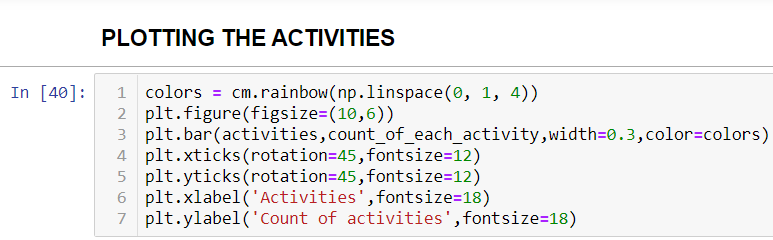 PLOTTING THE ACTIVITIES
In [40]:
1 colors = cm.rainbow(np.linspace(0, 1, 4))
2 plt.figure(figsize=(10,6))
3 plt.bar(activities,count_of_each_activity,width=0.3,color=colors)
4 plt.xticks(rotation=45,fontsize=12)
5 plt.yticks(rotation=45,fontsize=12)
6 plt.xlabel('Activities',fontsize=18)
7 plt.ylabel('Count of activities',fontsize=18)